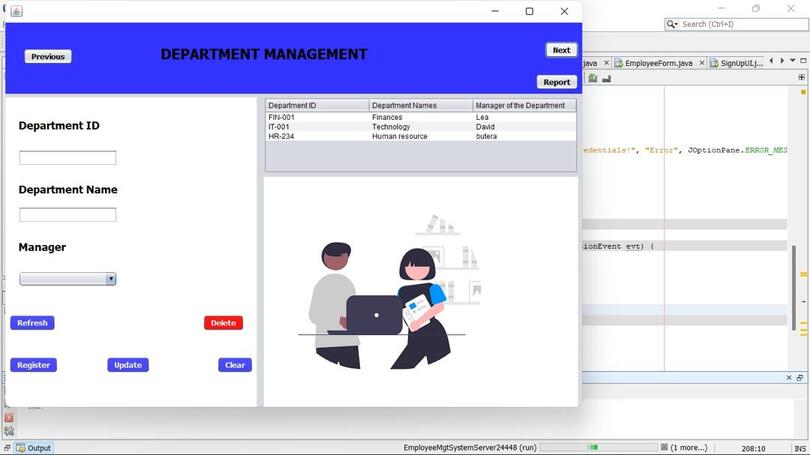 Search (Ctrl+I)
Previous
DEPARTMENT MANAGEMENT
Next
Report
.java
EmployeeForm.java
SignUpUI.j...
Department ID
Department Name
Manager
Refresh
Delete
Register
Update
Clear
Department ID Department Names Manager of the Department
FIN-001 Finances Lea
IT-001 Technology David
HR-234 Human resource butera
edentials!", "Error", JOptionPane.ERROR_MES
ionEvent evt) {
Output
EmployeeMgtSystemServer24448 (run)
(1 more...)
208:10
INS